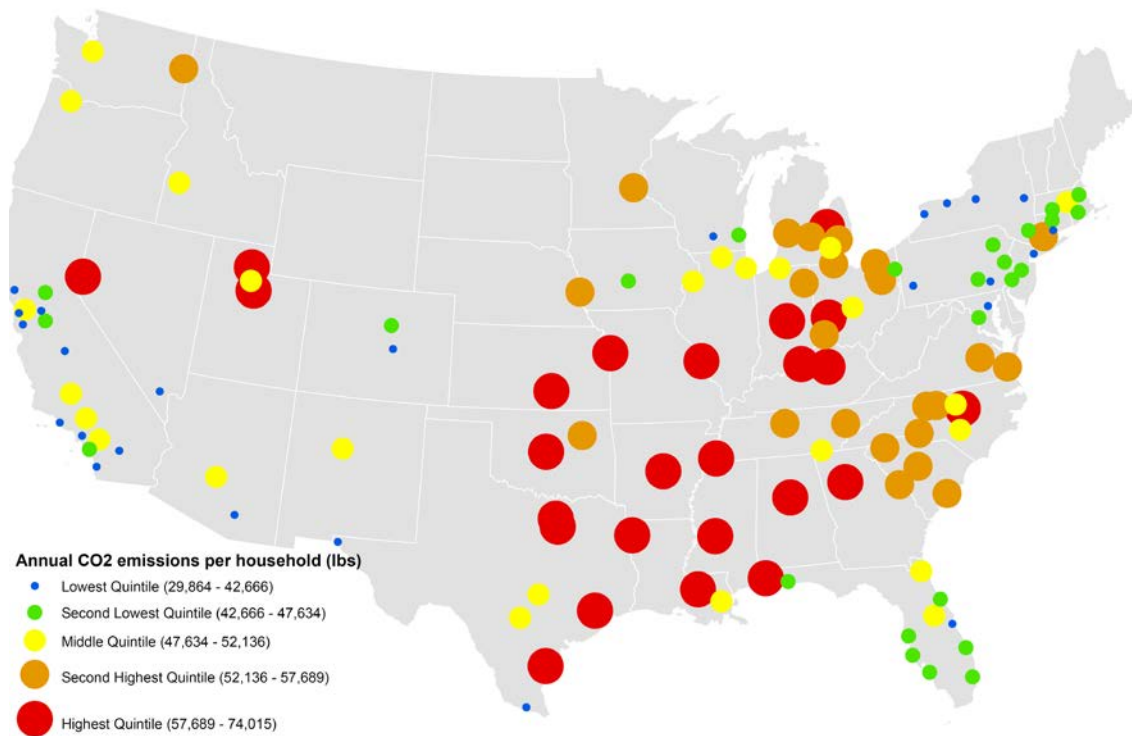 Annual CO2 emissions per household (lbs)
Lowest Quintile (29,864 - 42,666)
Second Lowest Quintile (42,666 - 47,634)
Middle Quintile (47,634 - 52,136)
Second Highest Quintile (52,136 - 57,689)
Highest Quintile (57,689 - 74,015)